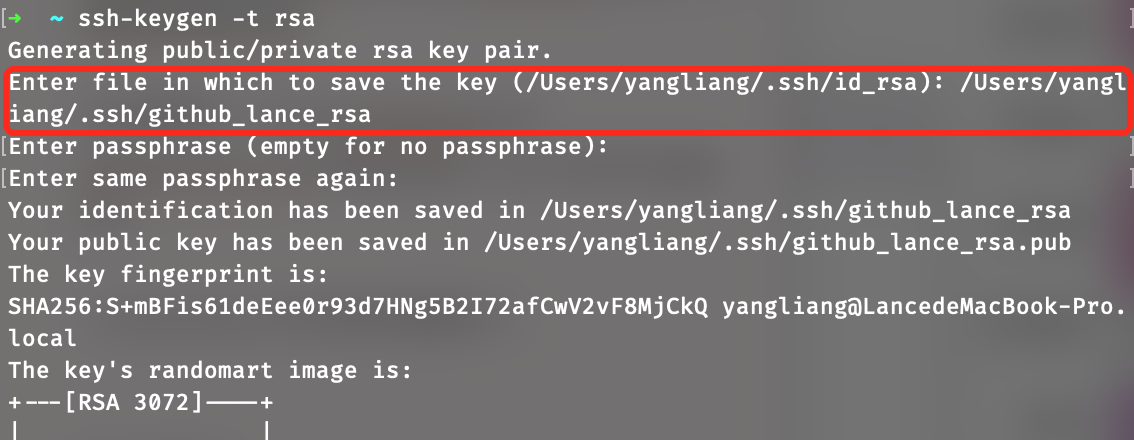 [➜  ~ ssh-keygen -t rsa ]
Generating public/private rsa key pair.
Enter file in which to save the key (/Users/yangliang/.ssh/id_rsa): /Users/yangl
iang/.ssh/github_lance_rsa
[Enter passphrase (empty for no passphrase): ]
[Enter same passphrase again: ]
Your identification has been saved in /Users/yangliang/.ssh/github_lance_rsa
Your public key has been saved in /Users/yangliang/.ssh/github_lance_rsa.pub
The key fingerprint is:
SHA256:S+mBFis61deEee0r93d7HNg5B2I72afCwV2vF8MjCkQ yangliang@LancedeMacBook-Pro.
local
The key's randomart image is:
+---[RSA 3072]----+
|                 |